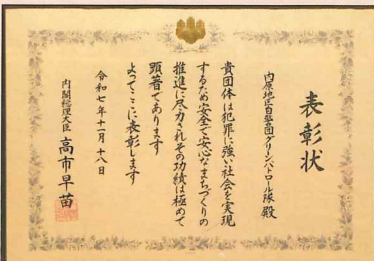 表彰状
内原地区自警団グリーンパトロール隊 殿
貴団体は犯罪に強い社会を実現
するため安全で安心なまちづくりの
推進に尽力されその功績は極めて
顕著であります
よってここに表彰します
令和七年十一月十八日
内閣総理大臣 高市早苗